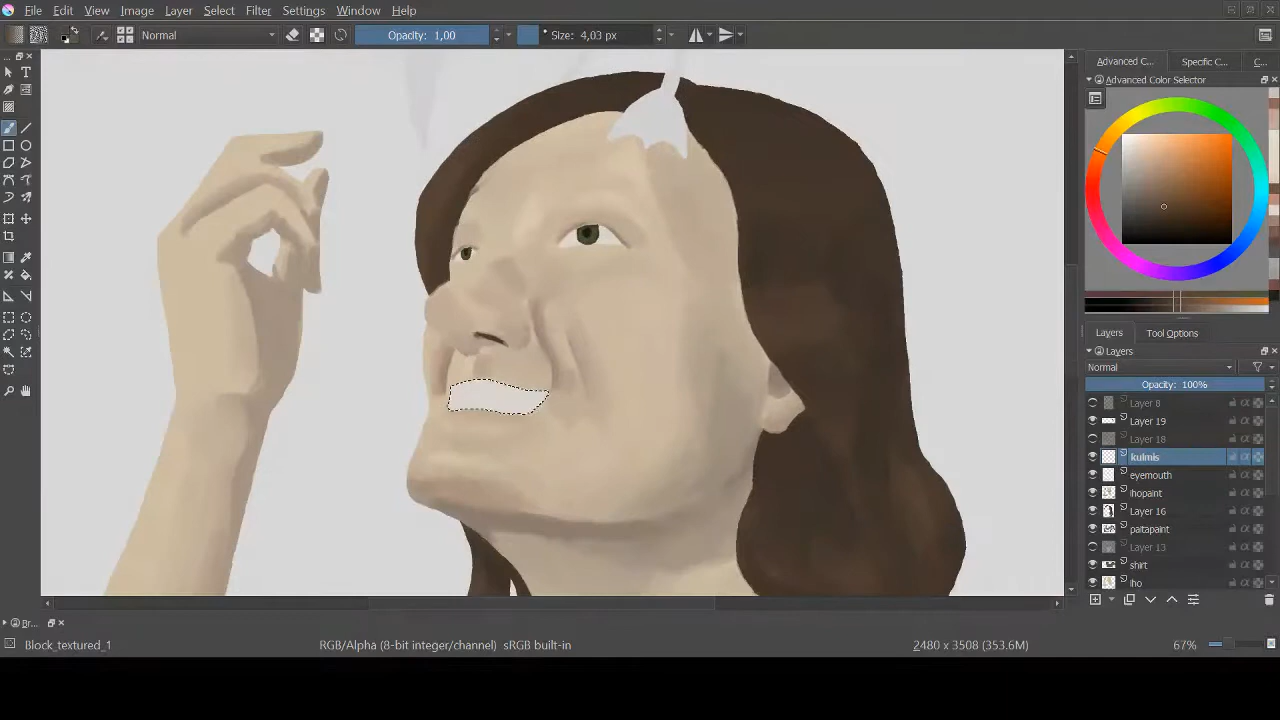 File Edit View Image Layer Select Filter Settings Window Help
Normal Opacity: 1,00 Size: 4,03 px
Advanced C... Specific C... C...
Advanced Color Selector
Layers Tool Options
Layers
Normal
Opacity: 100%
Layer 8
Layer 19
Layer 18
kulmis
eyemouth
ihopaint
Layer 16
paitapaint
Layer 13
shirt
iho
Br...
Block_textured_1 RGB/Alpha (8-bit integer/channel) sRGB built-in 2480 x 3508 (353.6M) 67%